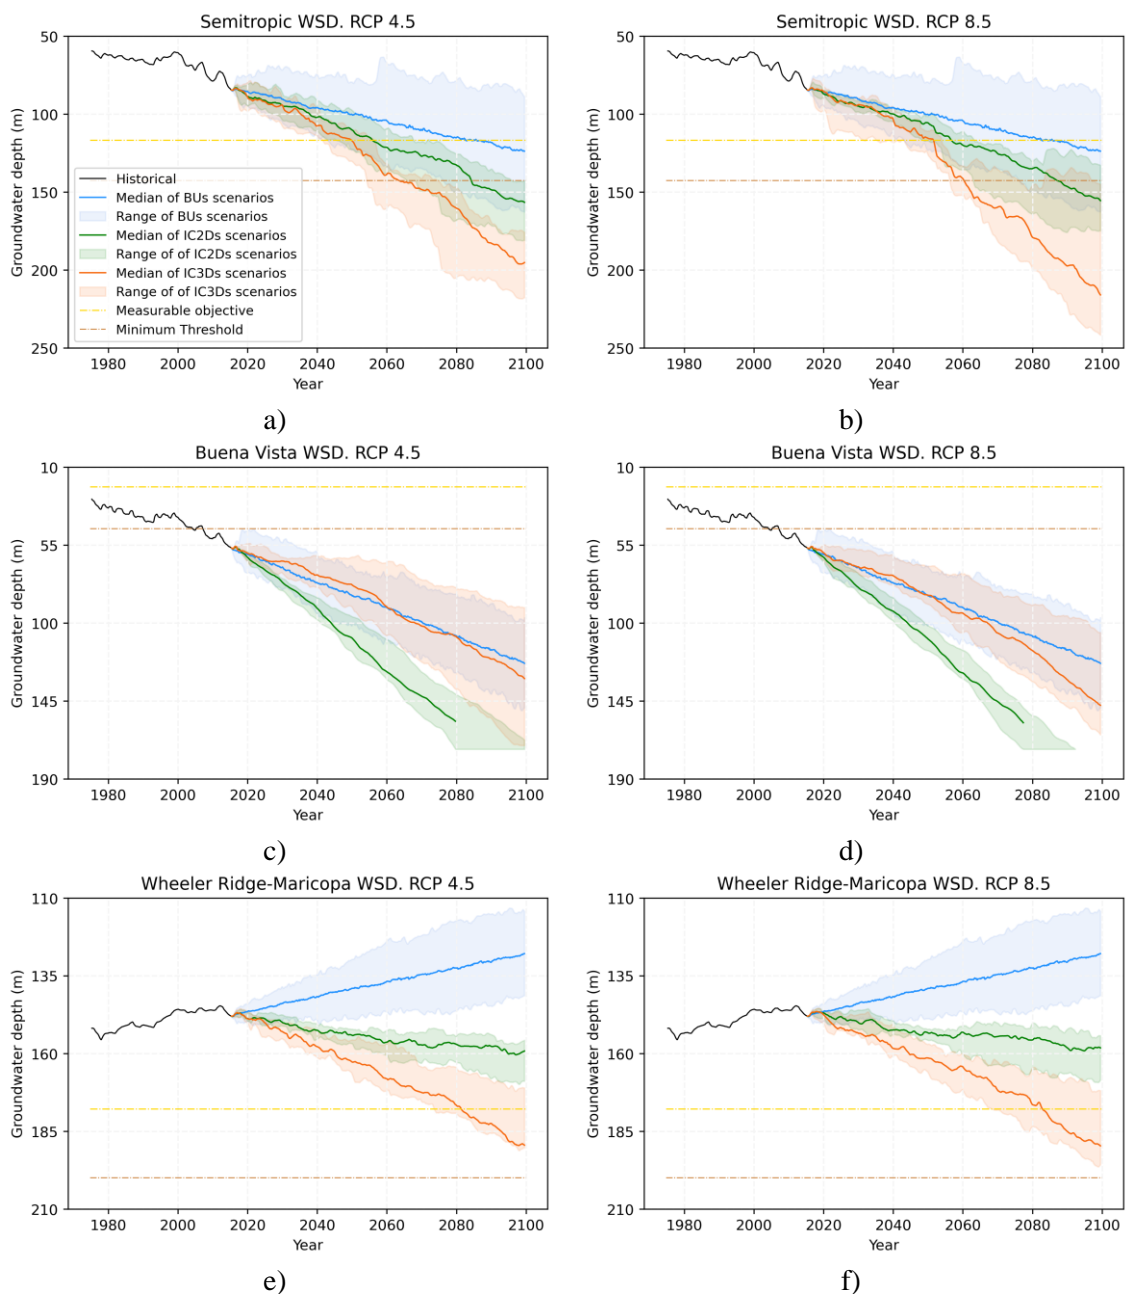 Semitropic WSD. RCP 4.5
50
100
150
200
250
Groundwater depth (m)
Historical
Median of BUs scenarios
Range of BUs scenarios
Median of IC2Ds scenarios
Range of of IC2Ds scenarios
Median of IC3Ds scenarios
Range of of IC3Ds scenarios
Measurable objective
Minimum Threshold
1980 2000 2020 2040 2060 2080 2100
Year
a)
Semitropic WSD. RCP 8.5
50
100
150
200
250
Groundwater depth (m)
1980 2000 2020 2040 2060 2080 2100
Year
b)
Buena Vista WSD. RCP 4.5
10
55
100
145
190
Groundwater depth (m)
1980 2000 2020 2040 2060 2080 2100
Year
c)
Buena Vista WSD. RCP 8.5
10
55
100
145
190
Groundwater depth (m)
1980 2000 2020 2040 2060 2080 2100
Year
d)
Wheeler Ridge-Maricopa WSD. RCP 4.5
110
135
160
185
210
Groundwater depth (m)
1980 2000 2020 2040 2060 2080 2100
Year
e)
Wheeler Ridge-Maricopa WSD. RCP 8.5
110
135
160
185
210
Groundwater depth (m)
1980 2000 2020 2040 2060 2080 2100
Year
f)